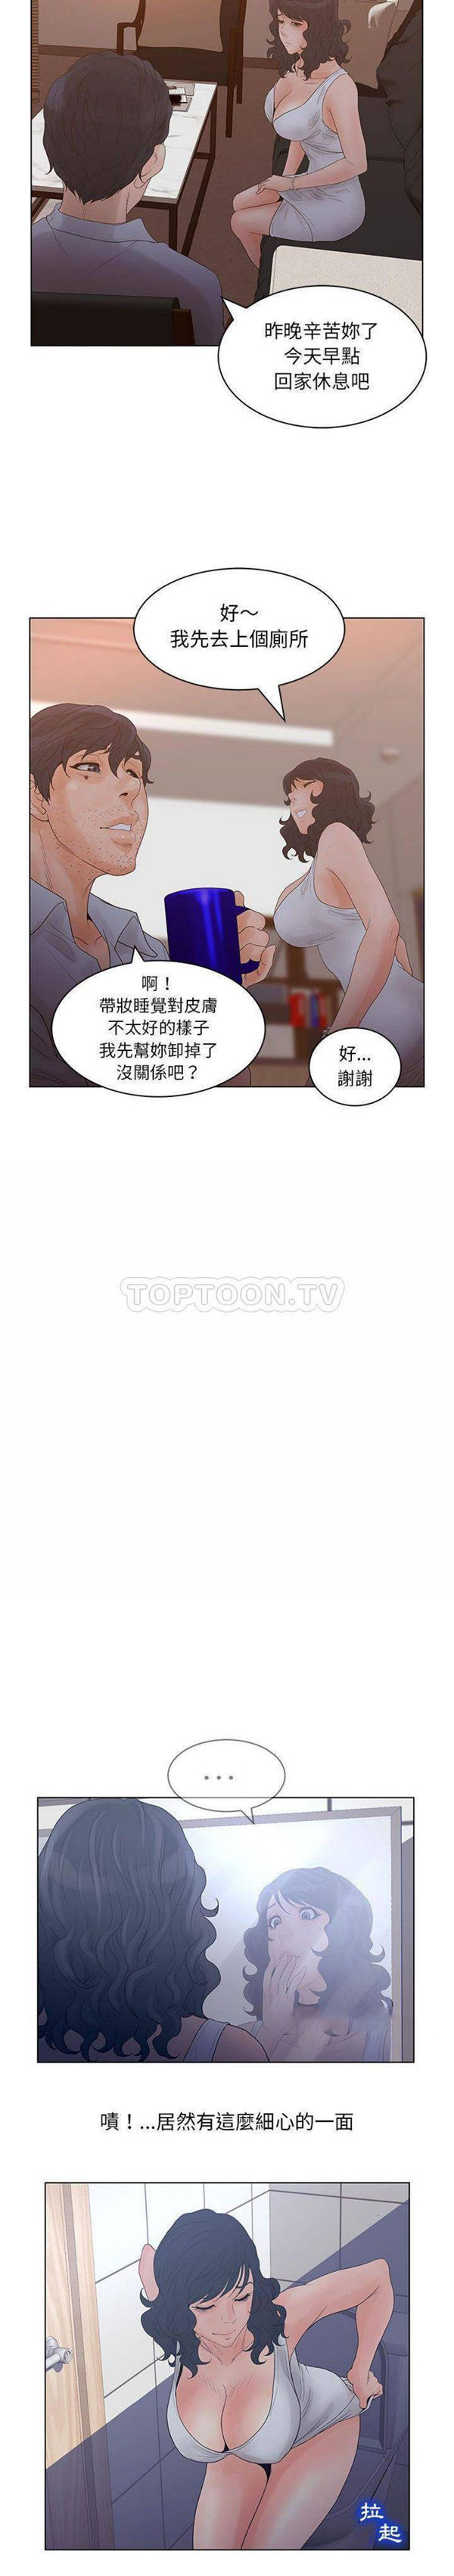 昨晚辛苦妳了
今天早點
回家休息吧
好～
我先去上個廁所
啊！
帶妝睡覺對皮膚
不太好的樣子
我先幫妳卸掉了
沒關係吧？
好...
謝謝
TOPTOON.TV
...
嘖！...居然有這麼細心的一面
拉
起